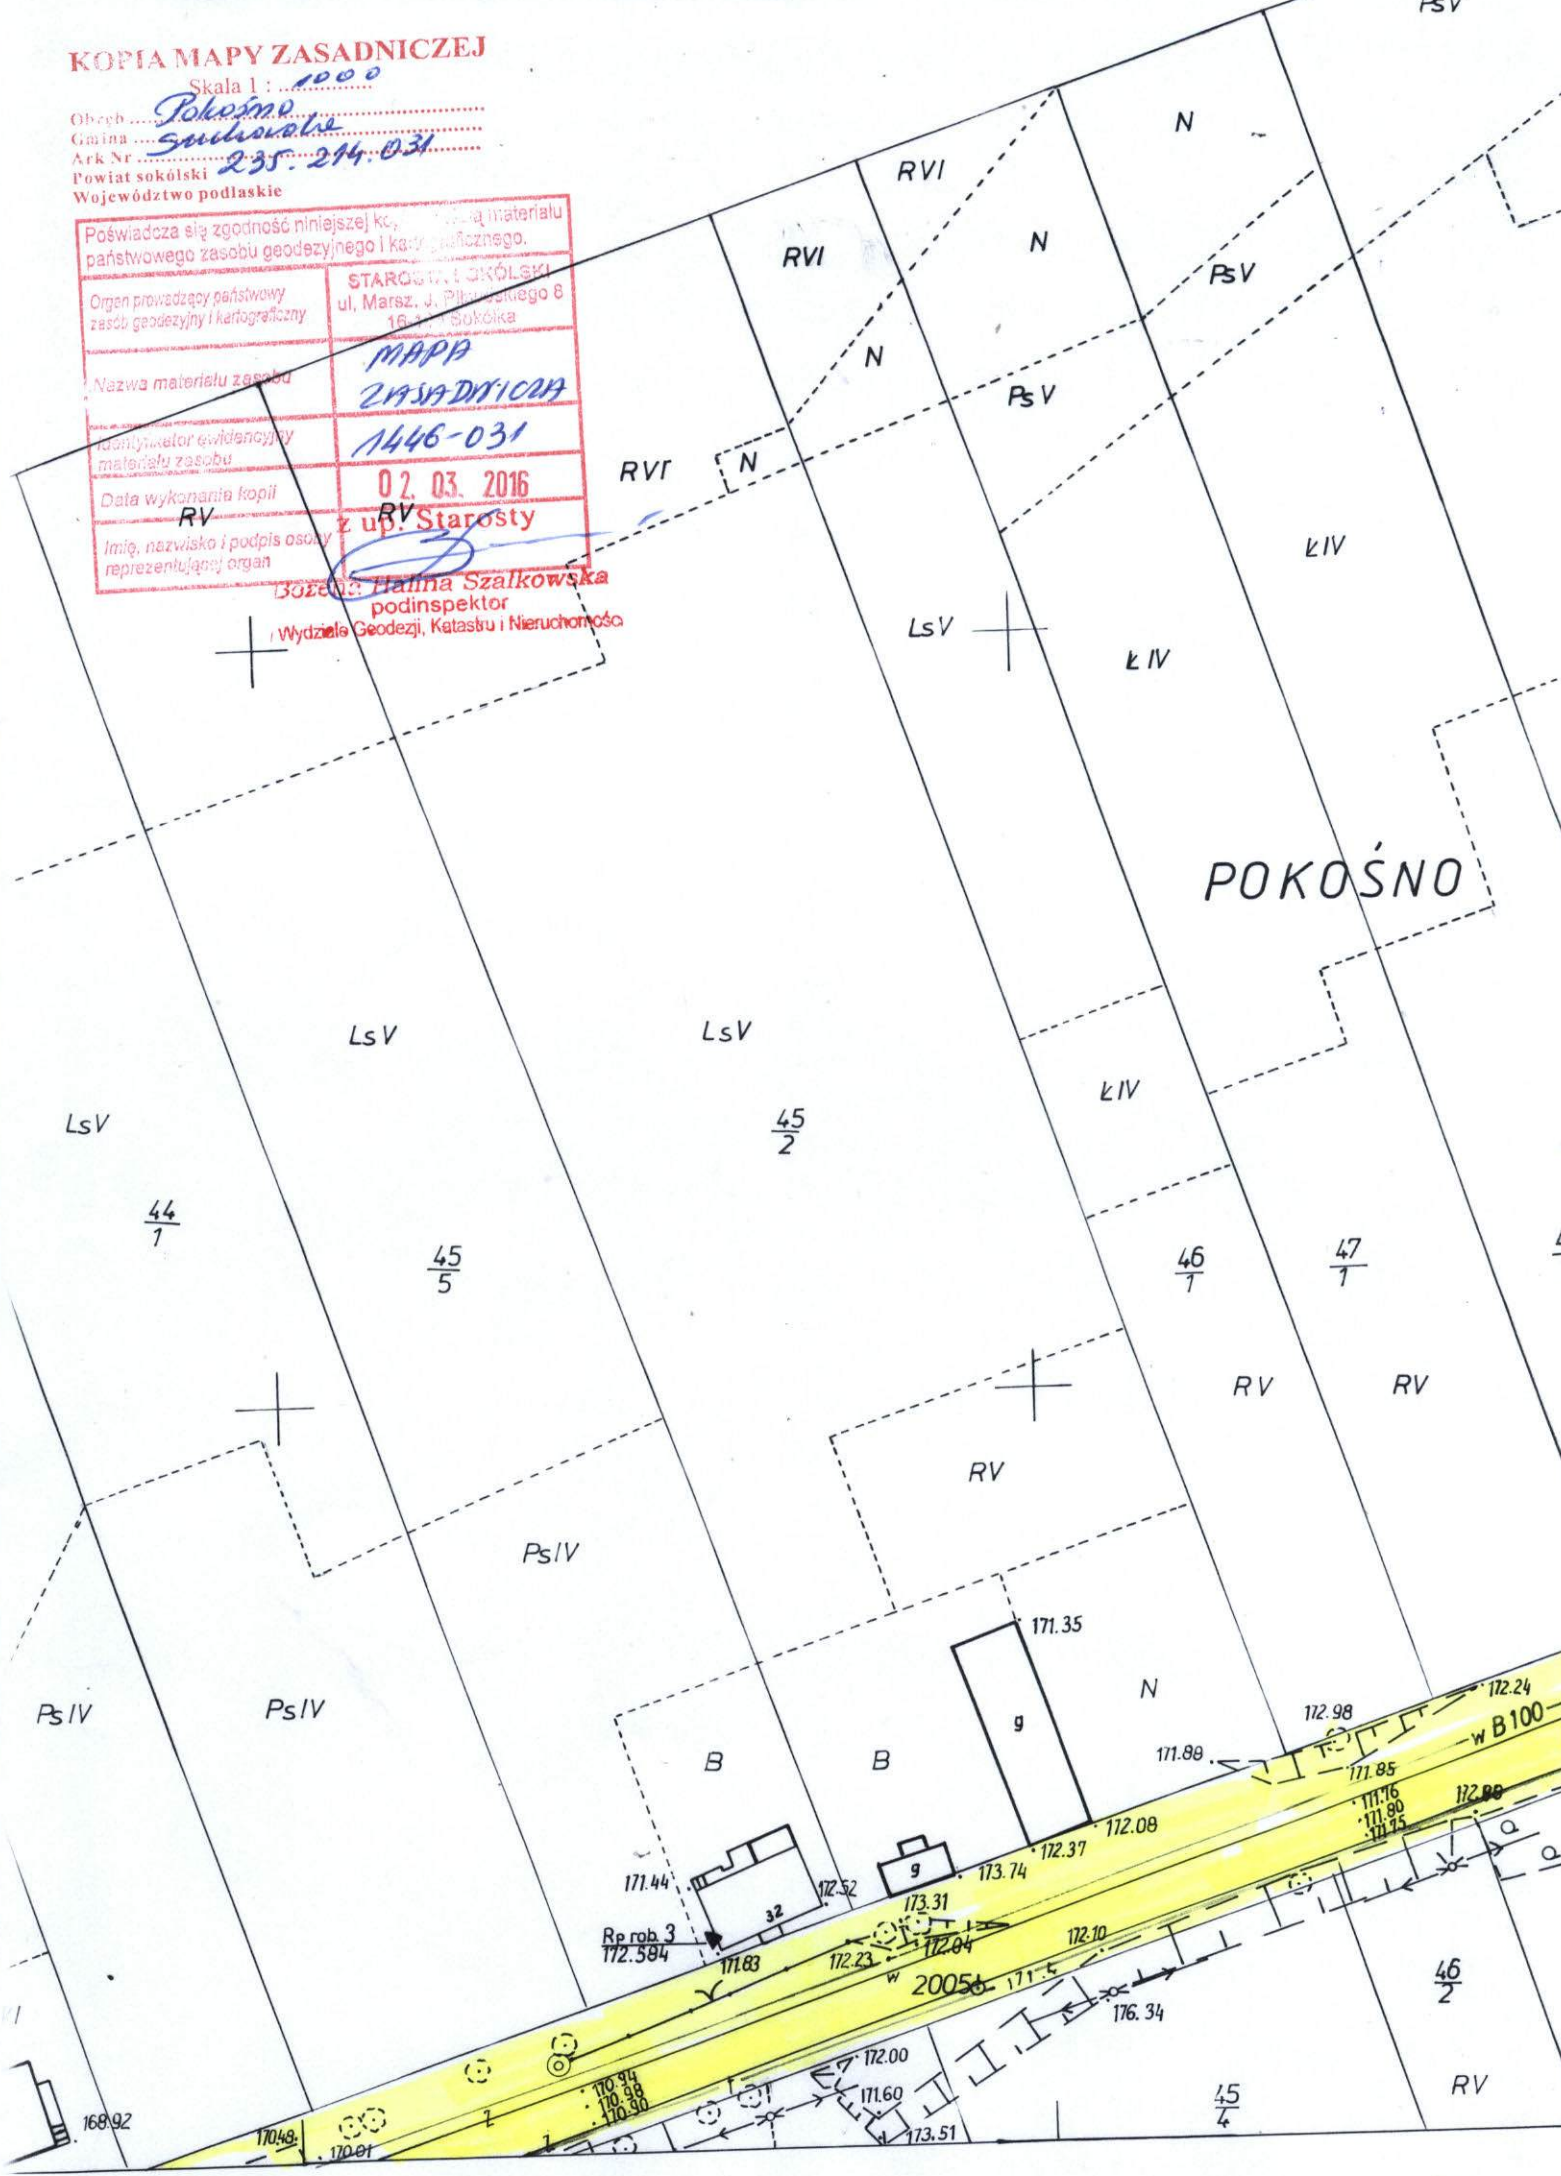 KOPIA MAPY ZASADNICZEJ
Skala 1 : 1000
Obręb Pokośno
Gmina Suchowola
Ark Nr 235. 214. 031
Powiat sokólski
Województwo podlaskie
Poświadcza się zgodność niniejszej materiału
państwowego zasobu geodezyjnego i kartograficznego.
Organ prowadzący państwowy
zasób geodezyjny i kartograficzny
STAROSTA SOKÓLSKI
ul. Marsz. J. Piłsudskiego 8
Sokółka
Nazwa materiału zasobu
MAPA
ZASADNICZA
Identyfikator ewidencyjny
materiału zasobu
1446-031
Data wykonania kopii
02. 03. 2016
Imię, nazwisko i podpis osoby
reprezentującej organ
z up. Starosty
Bożena Halina Szałkowska
podinspektor
Wydziale Geodezji, Katastru i Nieruchomości
PsV
N
RVI
RVI
N
PsV
N
PsV
RVI
N
RV
RV
ŁIV
LsV
ŁIV
POKOŚNO
LsV
LsV
ŁIV
LsV
45
2
44
1
45
5
46
1
47
1
RV
RV
RV
PsIV
171.35
PsIV
PsIV
N
g
B
B
172.98
172.24
w B100
171.88
171.85
171.76
171.80
171.75
172.08
172.37
g
173.74
171.44
172.52
32
173.31
Rp rob. 3
172.584
171.83
172.23
172.04
172.10
w
2005
176.34
46
2
172.00
170.94
170.98
170.90
171.60
45
4
RV
168.92
170.48
170.01
173.51